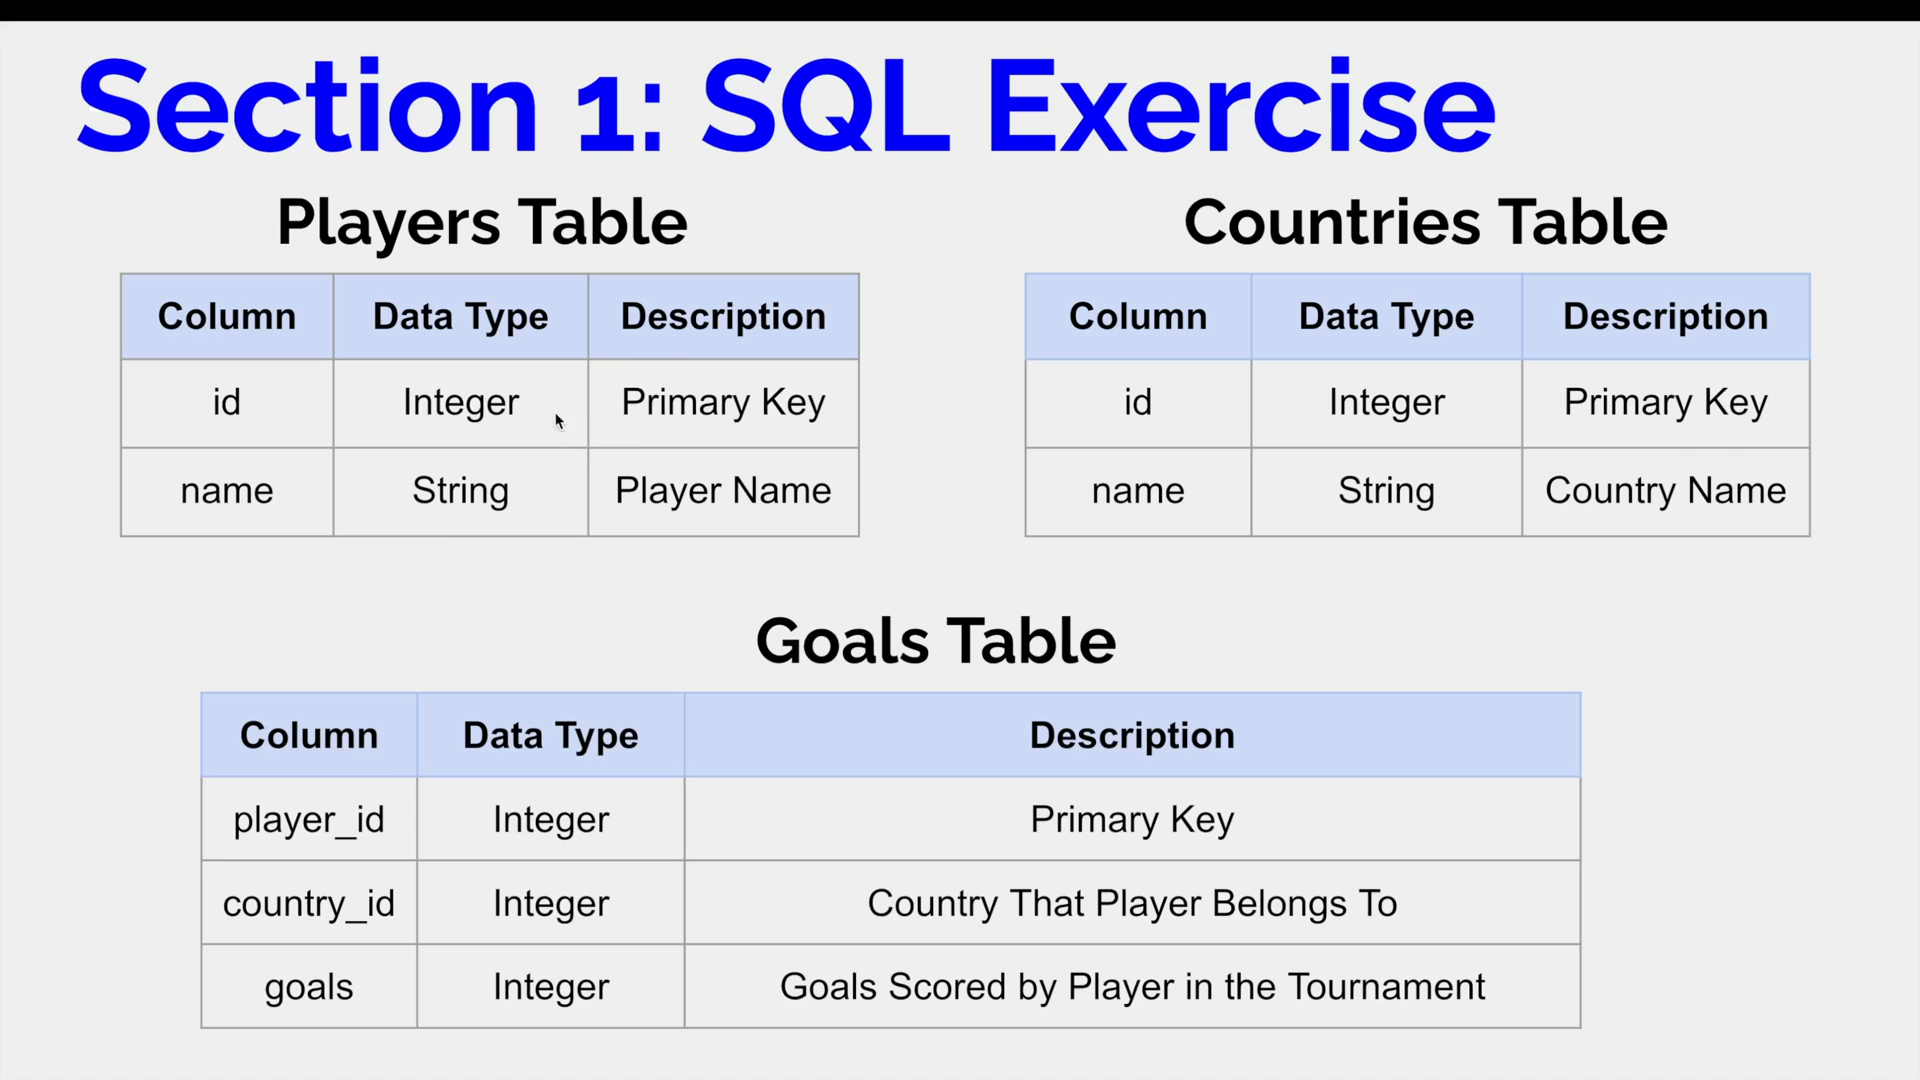 Section 1: SQL Exercise
Players Table
Column Data Type Description
id Integer Primary Key
name String Player Name
Countries Table
Column Data Type Description
id Integer Primary Key
name String Country Name
Goals Table
Column Data Type Description
player_id Integer Primary Key
country_id Integer Country That Player Belongs To
goals Integer Goals Scored by Player in the Tournament